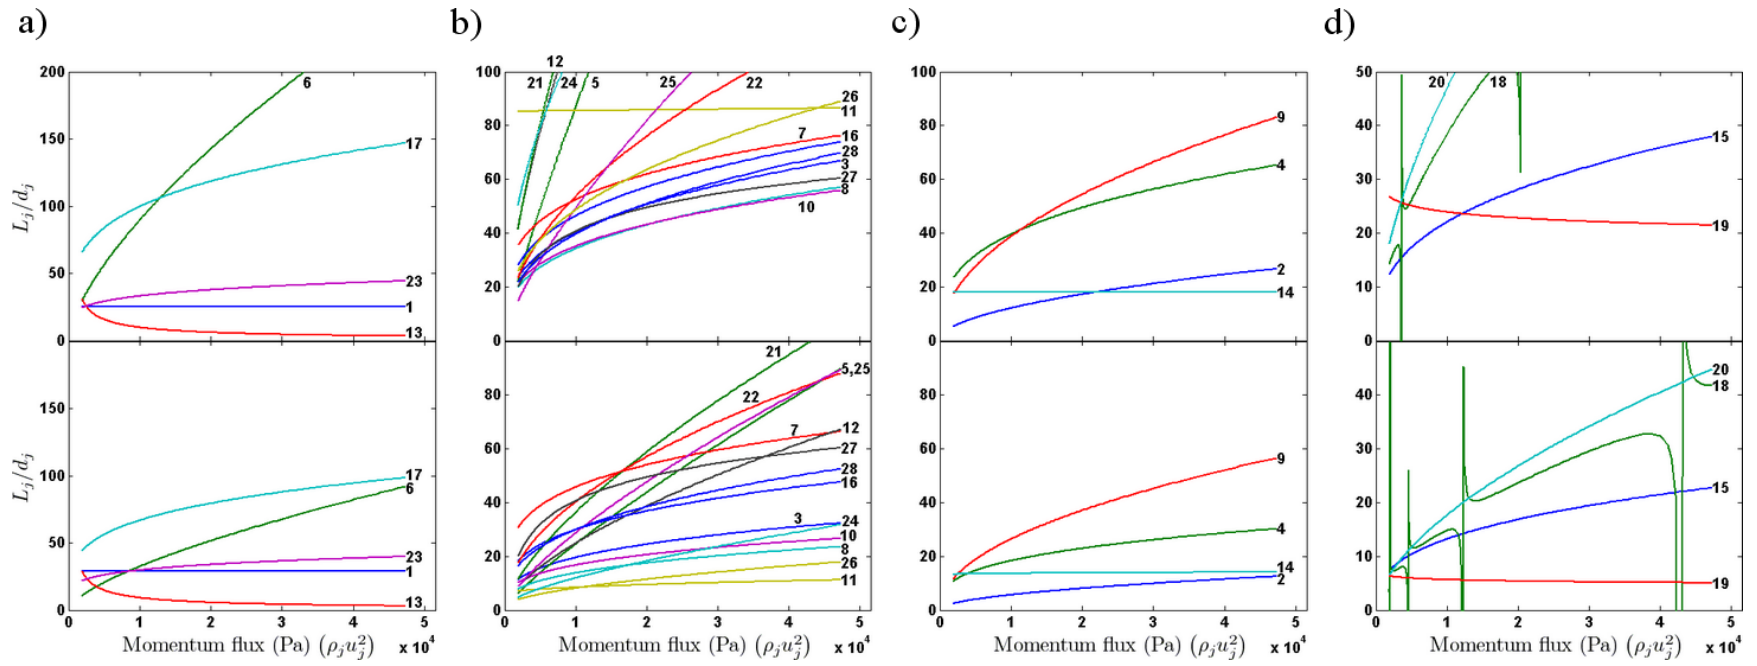 a) b) c) d)
200 150 100 50 0
L_j/d_j
6 17 23 1 13
100 80 60 40 20 0
12 21 24 5 25 22 26 11 7 16 28 3 27 8 10
100 80 60 40 20 0
9 4 2 14
50 40 30 20 10 0
20 18 15 19
150 100 50 0
L_j/d_j
17 6 23 1 13
80 60 40 20 0
21 5,25 22 7 12 27 28 16 3 24 10 8 26 11
80 60 40 20 0
9 4 14 2
40 30 20 10 0
20 18 15 19
0 1 2 3 4 5
Momentum flux (Pa) (ρ_j u_j^2) x 10^4
0 1 2 3 4 5
Momentum flux (Pa) (ρ_j u_j^2) x 10^4
0 1 2 3 4 5
Momentum flux (Pa) (ρ_j u_j^2) x 10^4
0 1 2 3 4 5
Momentum flux (Pa) (ρ_j u_j^2) x 10^4